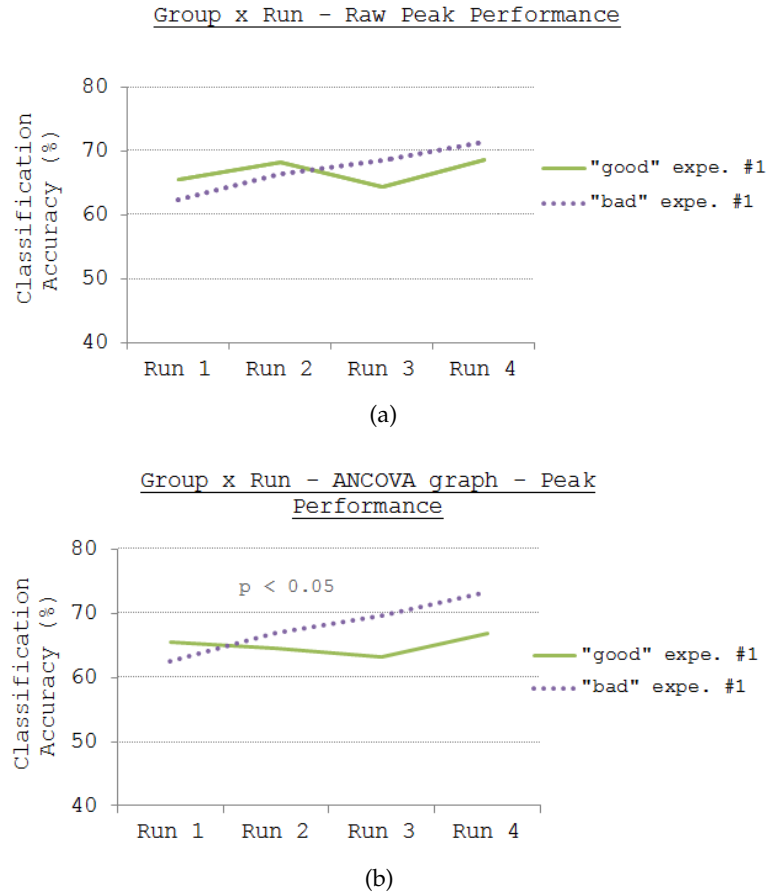 Group x Run – Raw Peak Performance
Classification
Accuracy (%)
80
70
60
50
40
Run 1 Run 2 Run 3 Run 4
"good" expe. #1
"bad" expe. #1
(a)
Group x Run – ANCOVA graph – Peak
Performance
Classification
Accuracy (%)
80
70
60
50
40
p < 0.05
Run 1 Run 2 Run 3 Run 4
"good" expe. #1
"bad" expe. #1
(b)